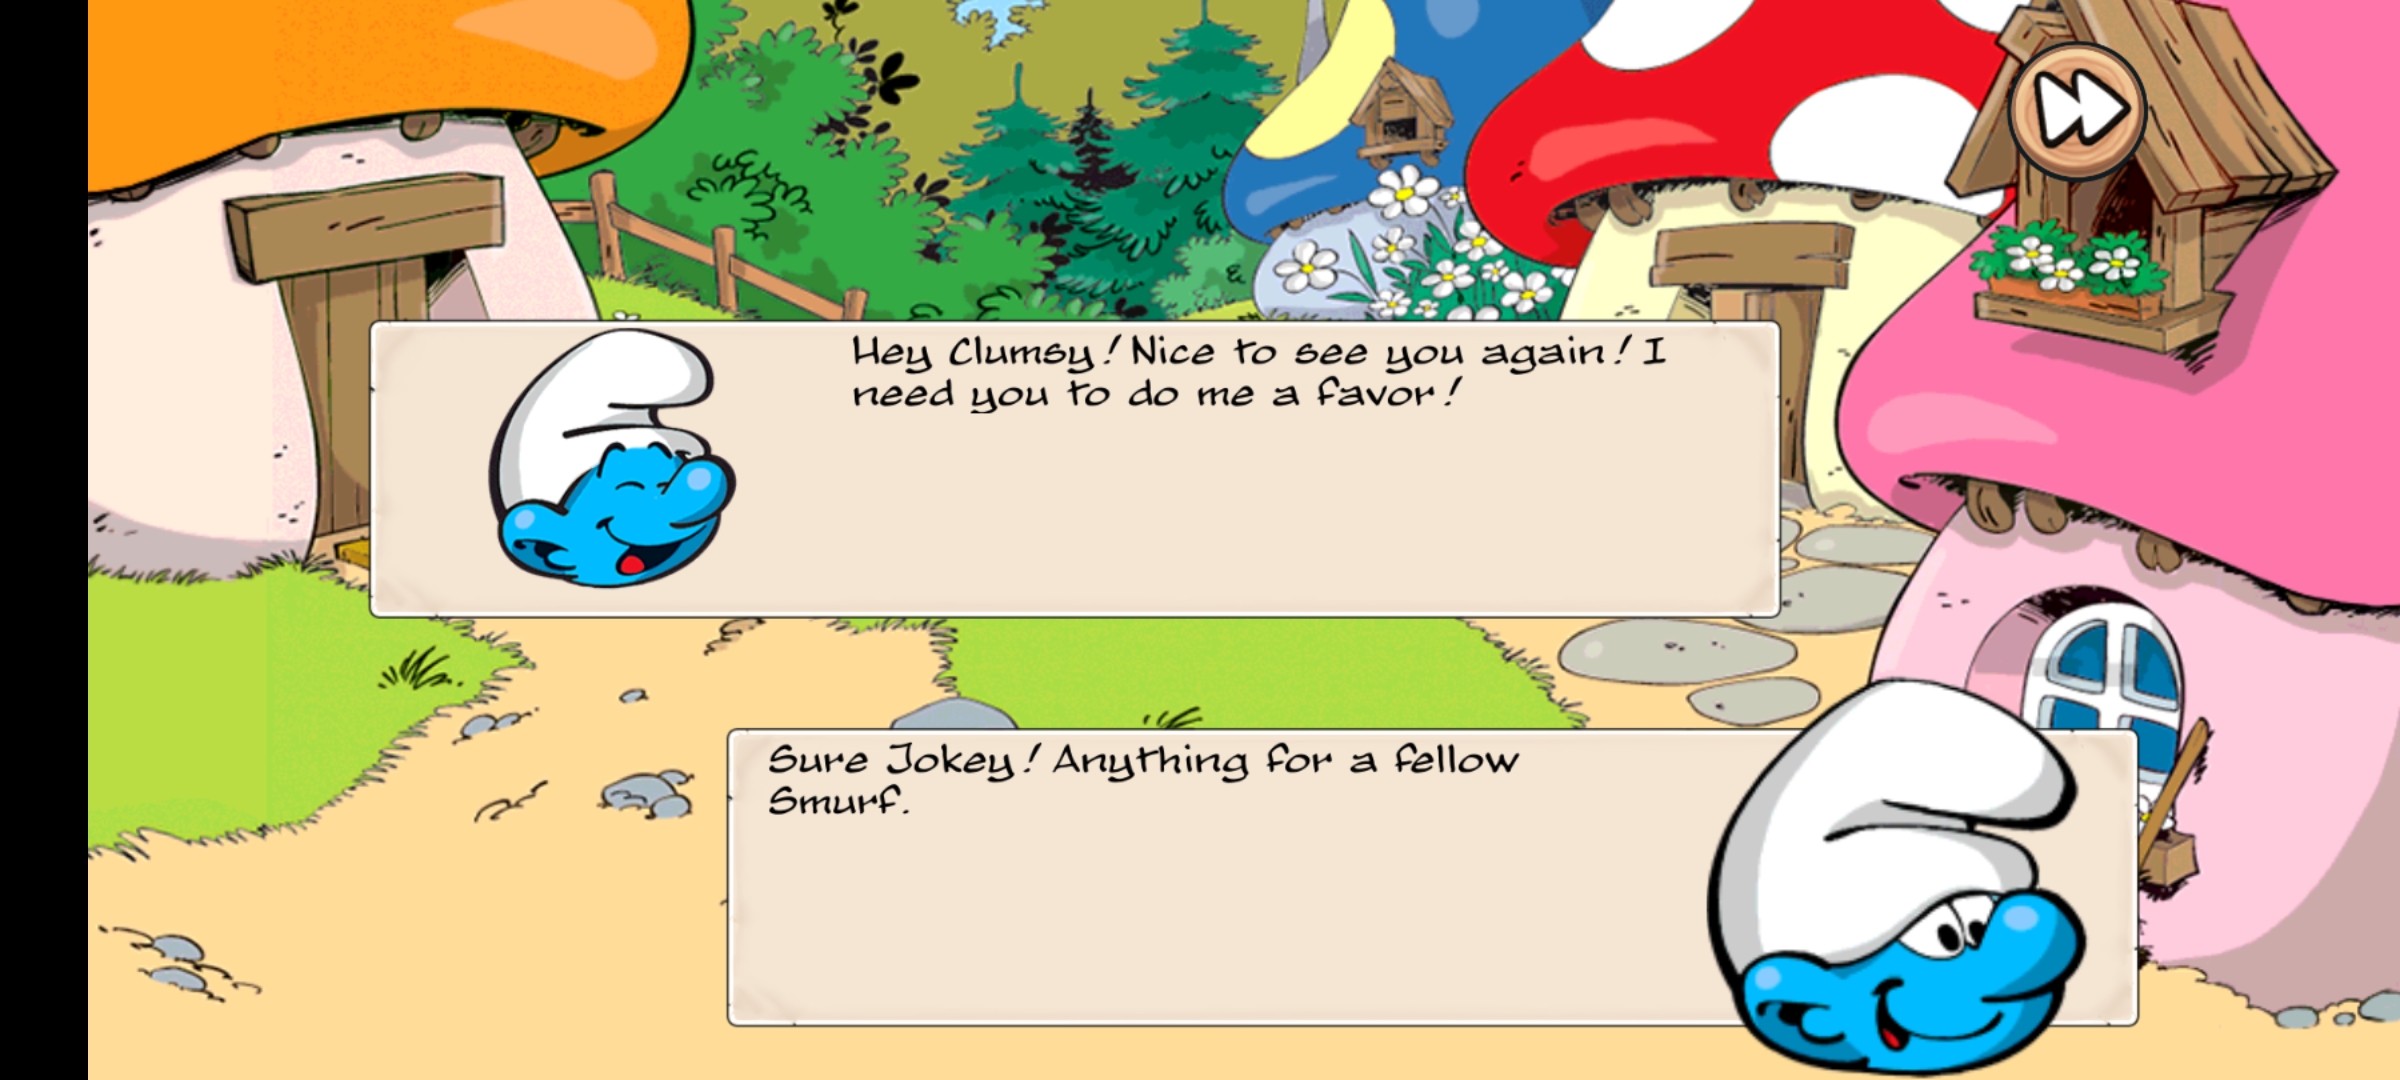 Hey Clumsy! Nice to see you again! I
need you to do me a favor!
Sure Jokey! Anything for a fellow
Smurf.